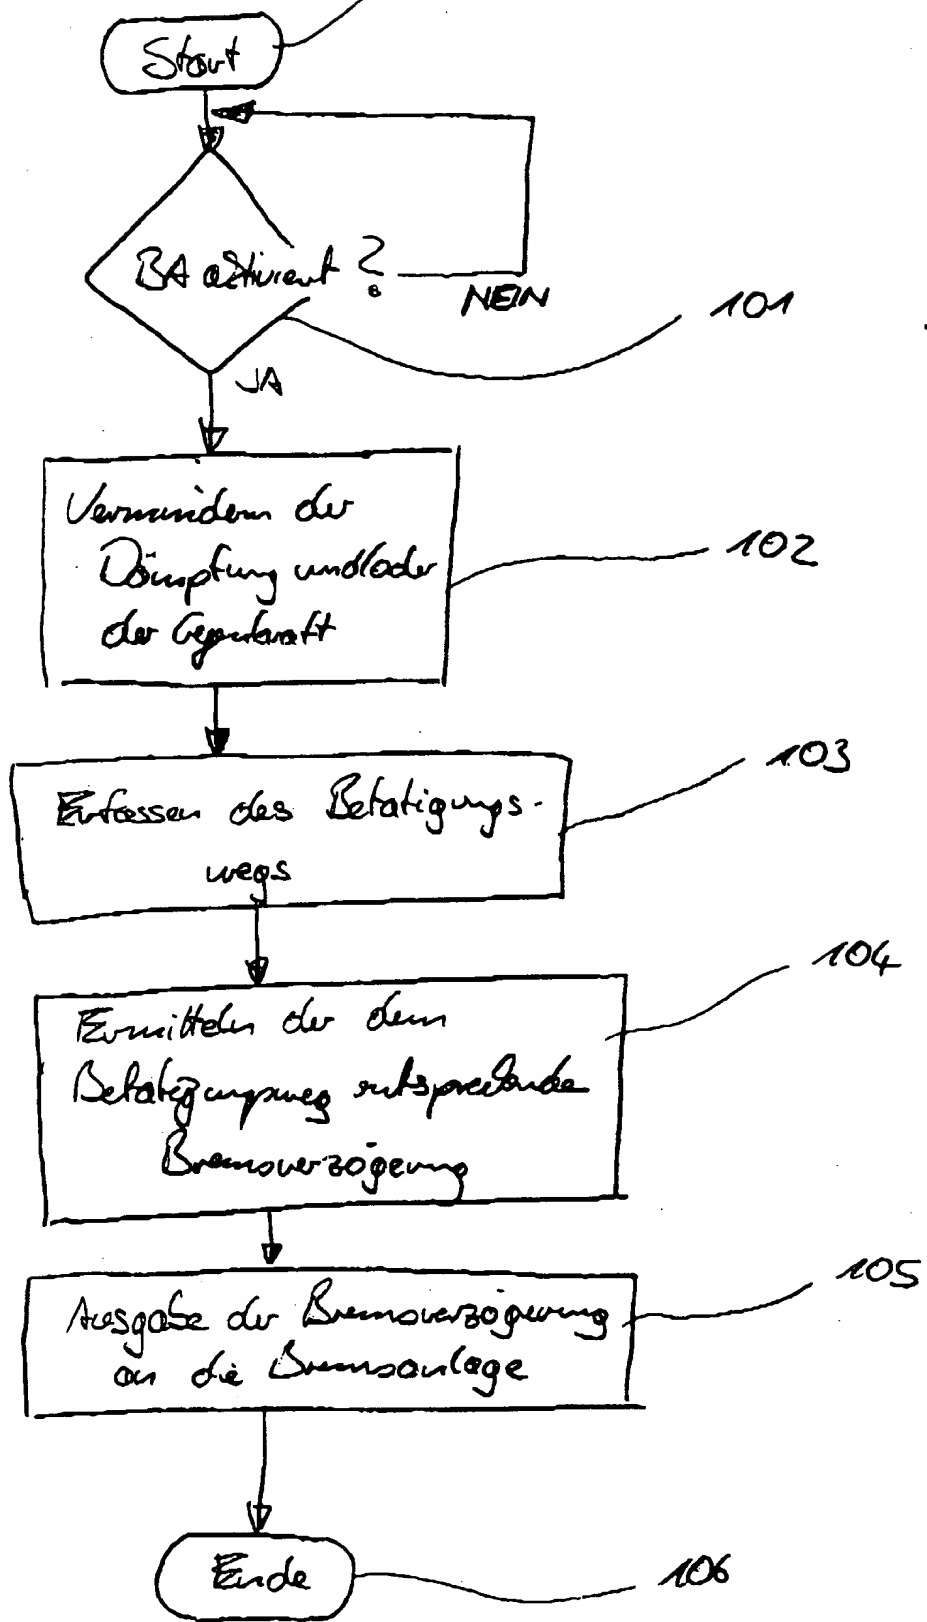 Start
BA aktiviert ?
NEIN
101
JA
Vermindern der
Dämpfung und/oder
der Gegenkraft
102
103
Erfassen des Betätigungs-
wegs
104
Ermitteln der dem
Betätigungsweg entsprechende
Bremsverzögerung
105
Ausgabe der Bremsverzögerung
an die Bremsanlage
Ende
106